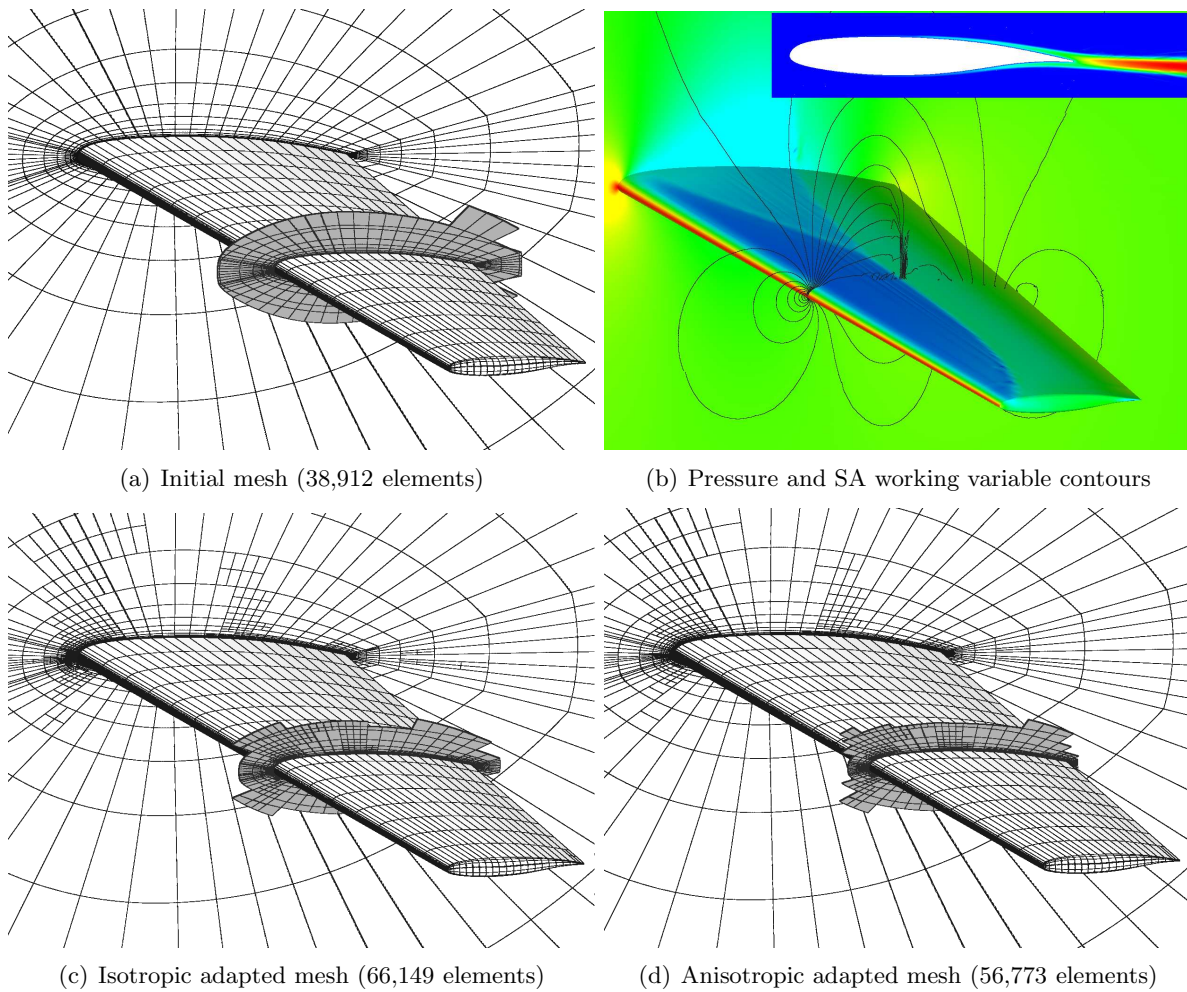 (a) Initial mesh (38,912 elements)
(b) Pressure and SA working variable contours
(c) Isotropic adapted mesh (66,149 elements)
(d) Anisotropic adapted mesh (56,773 elements)